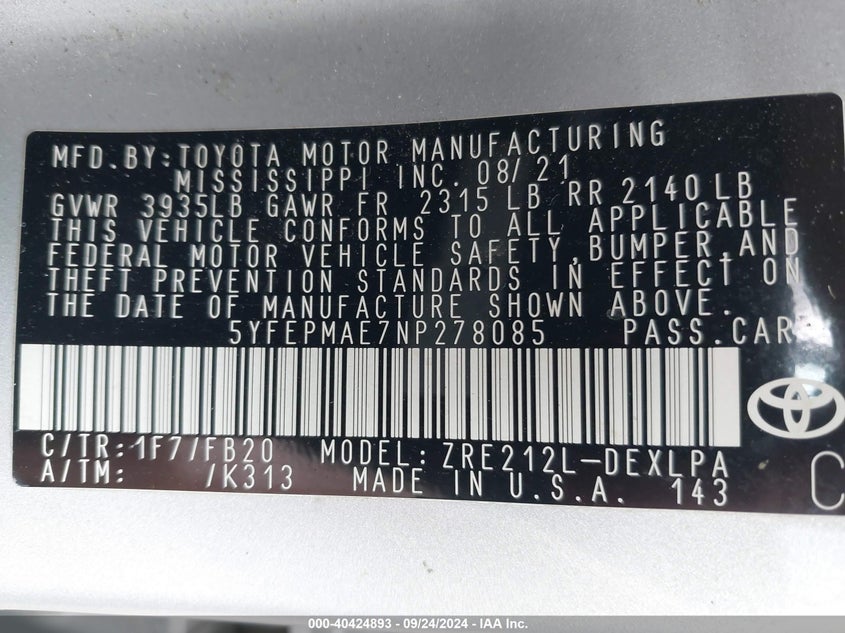 MFD.BY:TOYOTA MOTOR MANUFACTURING
MISSISSIPPI INC. 08/21
GVWR 3935LB GAWR FR 2315 LB RR 2140 LB
THIS VEHICLE CONFORMS TO ALL APPLICABLE
FEDERAL MOTOR VEHICLE SAFETY,BUMPER,AND
THEFT PREVENTION STANDARDS IN EFFECT ON
THE DATE OF MANUFACTURE SHOWN ABOVE.
5YFEPMAE7NP278085 PASS.CAR
C/TR:1F7/FB20 MODEL:ZRE212L-DEXLPA
A/TM: /K313 MADE IN U.S.A. 143
C
000-40424893 - 09/24/2024 - IAA Inc.